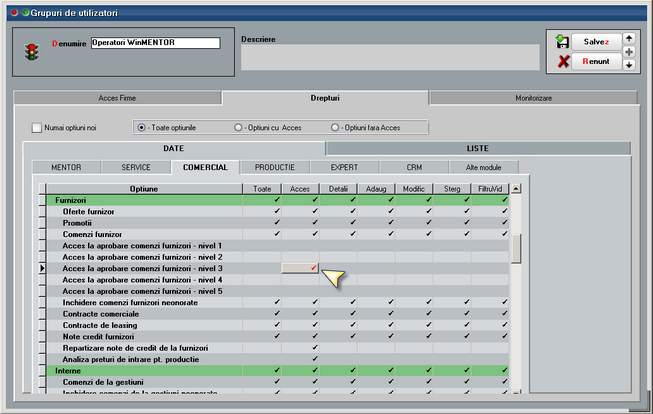 Grupuri de utilizatori
Denumire Operatori WinMENTOR
Descriere
Salvez
Renunt
Acces Firme Drepturi Monitorizare
Numai optiuni noi - Toate optiunile - Optiuni cu Acces - Optiuni fara Acces
DATE LISTE
MENTOR SERVICE COMERCIAL PRODUCTIE EXPERT CRM Alte module
Optiune Toate Acces Detalii Adaug Modific Sterg FiltruVid
Furnizori ✓ ✓ ✓ ✓ ✓ ✓ ✓
Oferte furnizor ✓ ✓ ✓ ✓ ✓ ✓ ✓
Promotii ✓ ✓ ✓ ✓ ✓ ✓ ✓
Comenzi furnizor ✓ ✓ ✓ ✓ ✓ ✓ ✓
Acces la aprobare comenzi furnizori - nivel 1
Acces la aprobare comenzi furnizori - nivel 2
Acces la aprobare comenzi furnizori - nivel 3 ✓
Acces la aprobare comenzi furnizori - nivel 4
Acces la aprobare comenzi furnizori - nivel 5
Inchidere comenzi furnizori neonorate ✓ ✓ ✓ ✓ ✓ ✓ ✓
Contracte comerciale ✓ ✓ ✓ ✓ ✓ ✓ ✓
Contracte de leasing ✓ ✓ ✓ ✓ ✓ ✓ ✓
Note credit furnizori ✓ ✓ ✓ ✓ ✓ ✓ ✓
Repartizare note de credit de la furnizori ✓
Analiza preturi de intrare pt. productie ✓
Interne ✓ ✓ ✓ ✓ ✓ ✓ ✓
Comenzi de la gestiuni ✓ ✓ ✓ ✓ ✓ ✓ ✓
Inchidere comenzi de la gestiuni neonorate ✓ ✓ ✓ ✓ ✓ ✓ ✓